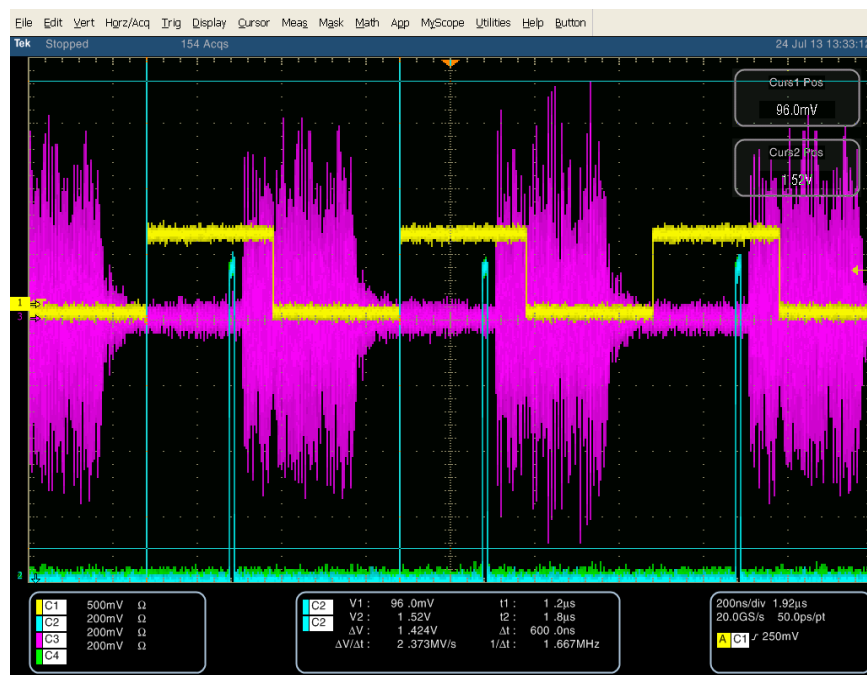 File Edit Vert Horz/Acq Trig Display Cursor Meas Mask Math App MyScope Utilities Help Button
Tek Stopped 154 Acqs 24 Jul 13 13:33:12
Curs1 Pos
96.0mV
Curs2 Pos
1.52V
1
3
2
C1 500mV Ω
C2 200mV Ω
C3 200mV Ω
C4 200mV Ω
C2 V1 : 96 .0mV t1 : 1 .2µs
C2 V2 : 1 .52V t2 : 1 .8µs
ΔV : 1 .424V Δt : 600 .0ns
ΔV/Δt : 2 .373MV/s 1/Δt : 1 .667MHz
200ns/div 1.92µs
20.0GS/s 50.0ps/pt
A C1 250mV